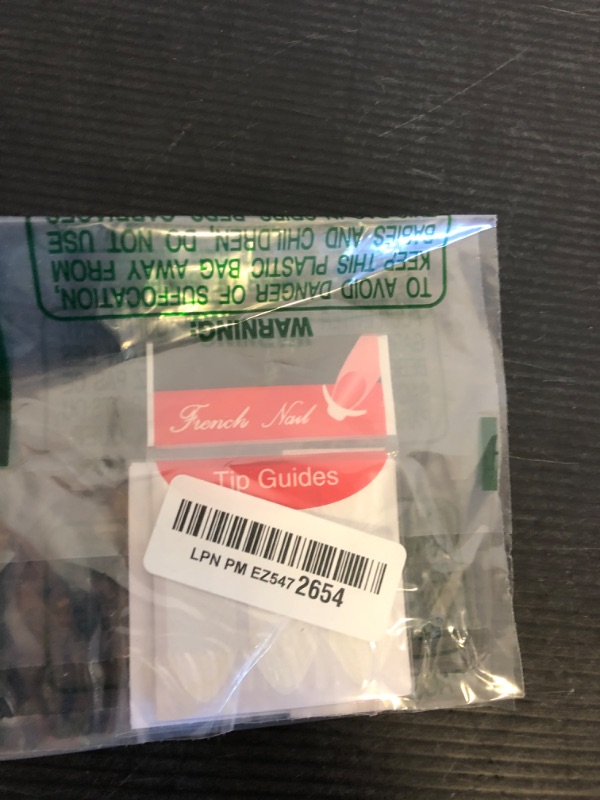 WARNING:
TO AVOID DANGER OF SUFFOCATION,
KEEP THIS PLASTIC BAG AWAY FROM
BABIES AND CHILDREN, DO NOT USE
French Nail
Tip Guides
LPN PM EZ547 2654